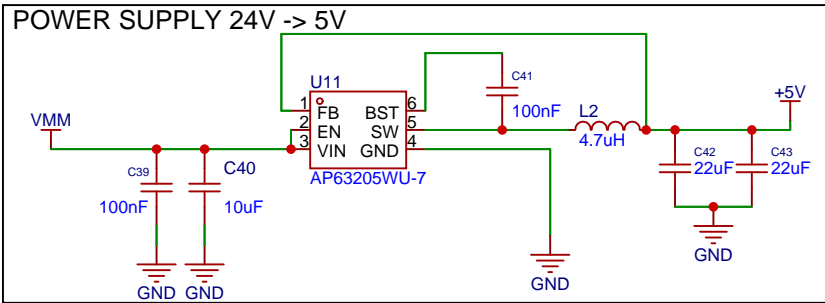 POWER SUPPLY 24V -> 5V
U11
C41
100nF
+5V
VMM
1 FB BST 6
2 EN SW 5
3 VIN GND 4
L2
4.7uH
AP63205WU-7
C39
100nF
C40
10uF
C42
22uF
C43
22uF
GND
GND
GND
GND